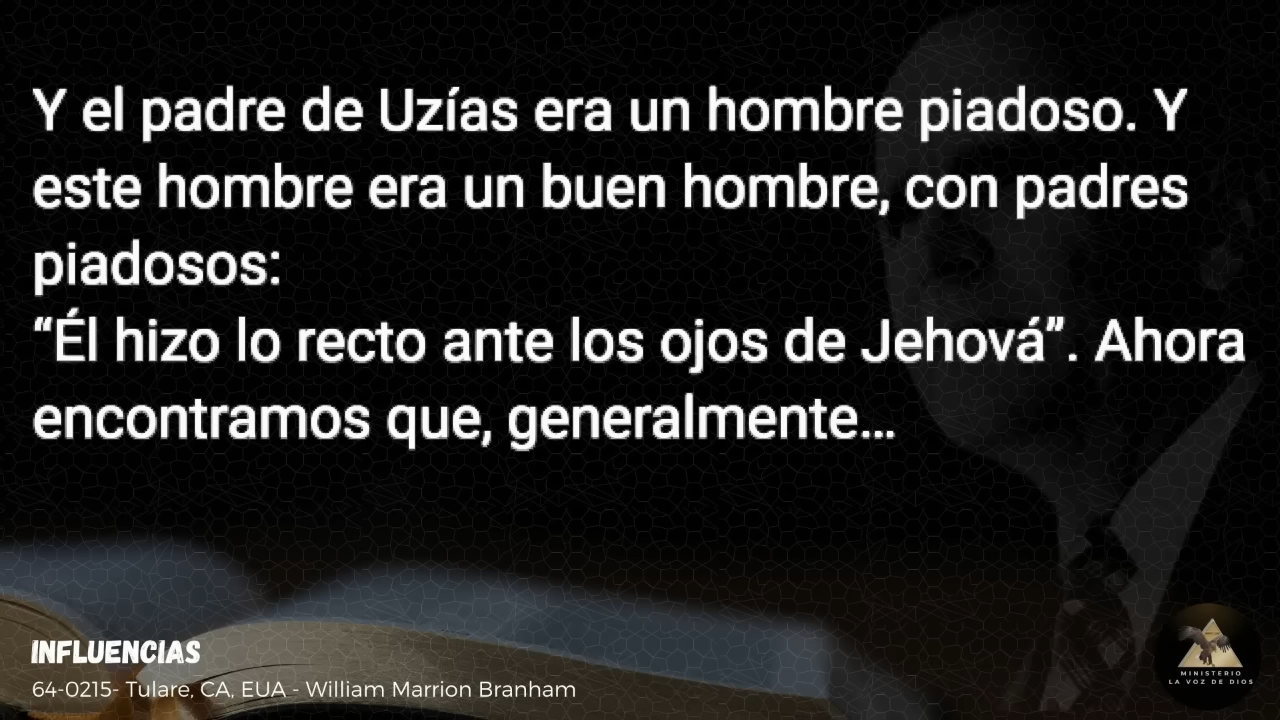 Y el padre de Uzías era un hombre piadoso. Y
este hombre era un buen hombre, con padres
piadosos:
“Él hizo lo recto ante los ojos de Jehová”. Ahora
encontramos que, generalmente…
INFLUENCIAS
64-0215- Tulare, CA, EUA - William Marrion Branham
MINISTERIO
LA VOZ DE DIOS